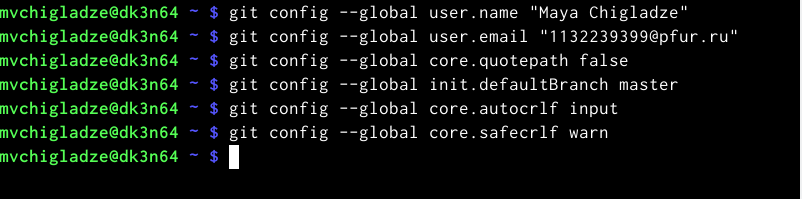 mvchigladze@dk3n64 ~ $ git config --global user.name "Maya Chigladze"
mvchigladze@dk3n64 ~ $ git config --global user.email "1132239399@pfur.ru"
mvchigladze@dk3n64 ~ $ git config --global core.quotepath false
mvchigladze@dk3n64 ~ $ git config --global init.defaultBranch master
mvchigladze@dk3n64 ~ $ git config --global core.autocrlf input
mvchigladze@dk3n64 ~ $ git config --global core.safecrlf warn
mvchigladze@dk3n64 ~ $